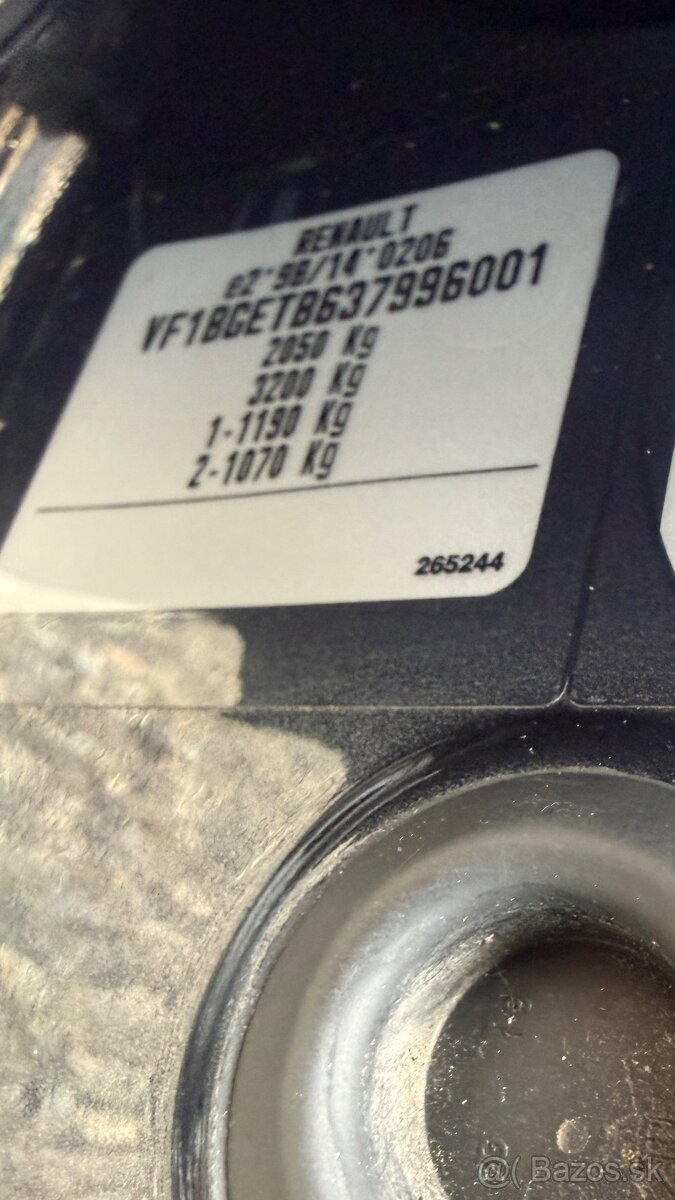 RENAULT
e2*98/14*0206
VF1BGETB637996001
2050 Kg
3200 Kg
1-1190 Kg
2-1070 Kg
265244
@( Bazos.sk